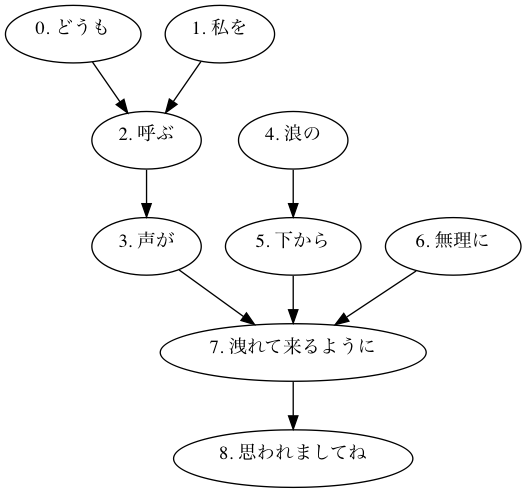 0. どうも
1. 私を
2. 呼ぶ
4. 浪の
3. 声が
5. 下から
6. 無理に
7. 洩れて来るように
8. 思われましてね